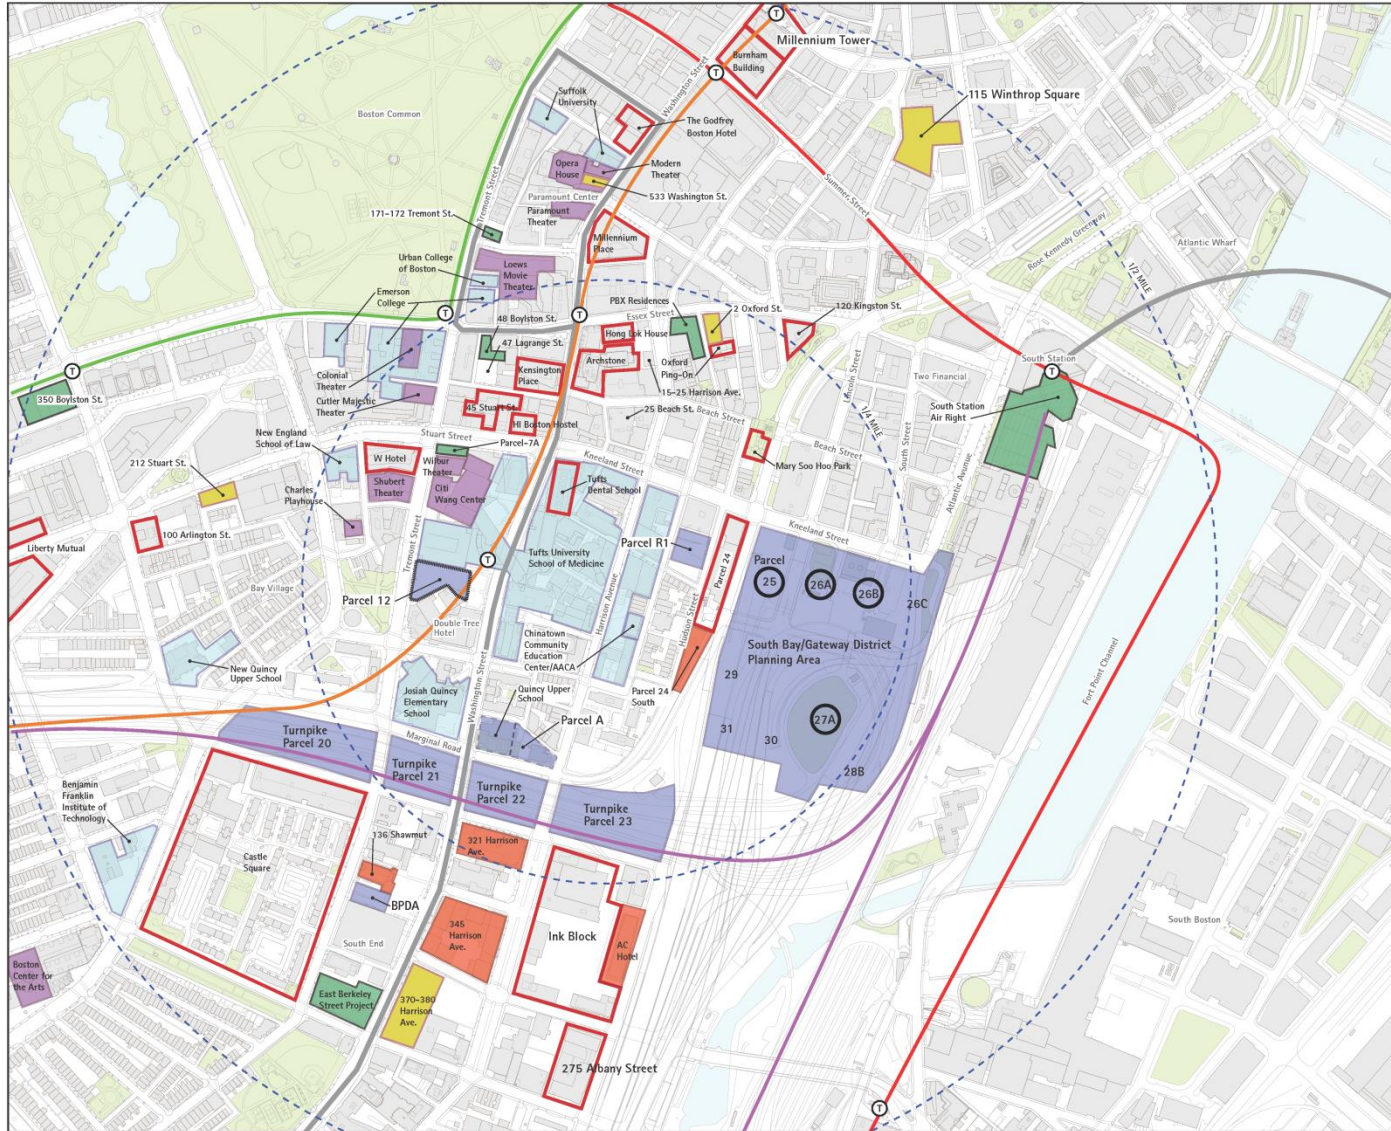 Millennium Tower
Burnham
Building
115 Winthrop Square
Washington Street
Suffolk
University
The Godfrey
Boston Hotel
Boston Common
Opera
House
Modern
Theater
533 Washington St.
Paramount Center
Paramount
Theater
Tremont Street
171-172 Tremont St.
Summer Street
Rose Kennedy Greenway
Atlantic Wharf
1/2 MILE
Millennium
Place
Urban College
of Boston
Loews
Movie
Theater
Emerson
College
PBX Residences
Essex Street
2 Oxford St.
120 Kingston St.
48 Boylston St.
47 Lagrange St.
Hong Lok House
Archstone
Oxford
Ping-On
Kensington
Place
Colonial
Theater
Cutler Majestic
Theater
350 Boylston St.
15-25 Harrison Ave.
South Station
Two Financial
South Station
Air Right
Lincoln Street
1/4 MILE
South Street
Atlantic Avenue
Beach Street
Beach Street
25 Beach St.
45 Stuart St.
HI Boston Hostel
Parcel-7A
Stuart Street
New England
School of Law
W Hotel
Wilbur
Theater
Shubert
Theater
Citi
Wang Center
Kneeland Street
Tufts
Dental School
Mary Soo Hoo Park
212 Stuart St.
Charles
Playhouse
100 Arlington St.
Liberty Mutual
Kneeland Street
Parcel R1
Parcel 24
Parcel
25
26A
26B
26C
Tufts University
School of Medicine
Tremont Street
Parcel 12
Bay Village
Double Tree
Hotel
Harrison Avenue
Hudson Street
Chinatown
Community
Education
Center/AACA
South Bay/Gateway District
Planning Area
Fort Point Channel
New Quincy
Upper School
Josiah Quincy
Elementary
School
Washington Street
Quincy Upper
School
Parcel A
Parcel 24
South
29
31
30
27A
28B
Turnpike
Parcel 20
Marginal Road
Turnpike
Parcel 21
Turnpike
Parcel 22
Turnpike
Parcel 23
Benjamin
Franklin
Institute of
Technology
Castle
Square
136 Shawmut
321 Harrison
Ave.
BPDA
South End
345
Harrison
Ave.
Ink Block
AC
Hotel
South Boston
Boston
Center for
the Arts
East Berkeley
Street Project
370-380
Harrison
Ave.
275 Albany Street
T
T
T
T
T
T
T
T